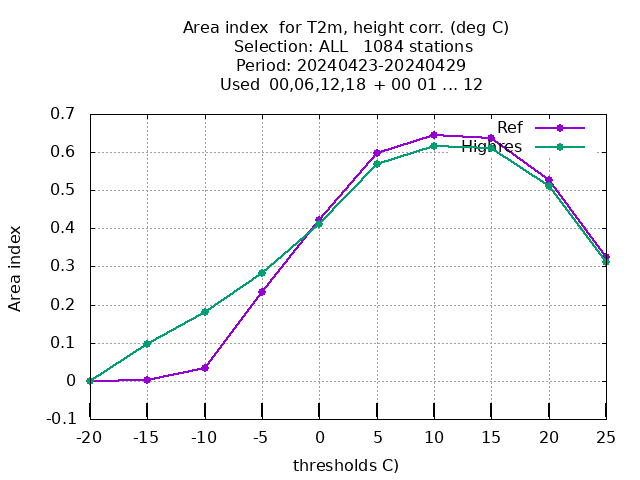 Area index  for T2m, height corr. (deg C)
Selection: ALL   1084 stations
Period: 20240423-20240429
Used  00,06,12,18  + 00 01 ... 12
0.7
0.6
0.5
0.4
0.3
0.2
0.1
0
-0.1
Area index
Ref
Highres
-20 -15 -10 -5 0 5 10 15 20 25
thresholds C)